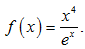 f(x) = x⁴/eˣ.